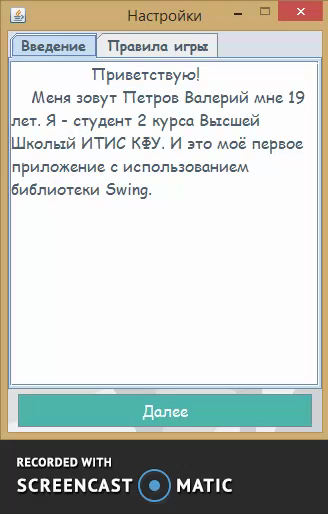 Настройки
Введение Правила игры
Приветствую!
Меня зовут Петров Валерий мне 19
лет. Я - студент 2 курса Высшей
Школый ИТИС КФУ. И это моё первое
приложение с использованием
библиотеки Swing.
Далее
RECORDED WITH
SCREENCAST MATIC